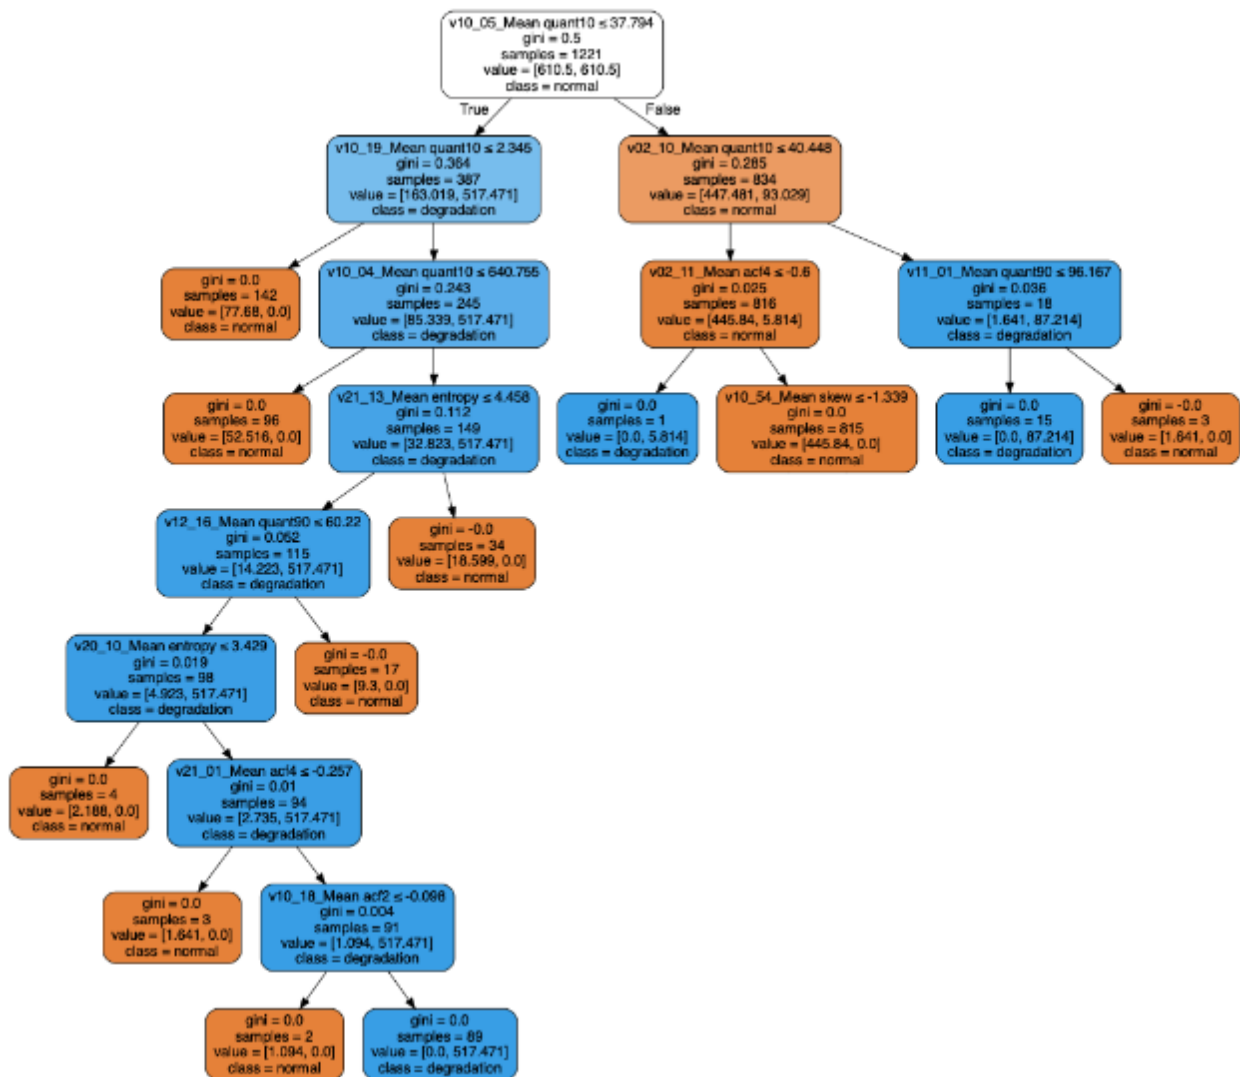 v10_05_Mean quant10 ≤ 37.794
gini = 0.5
samples = 1221
value = [610.5, 610.5]
class = normal
True
False
v10_19_Mean quant10 ≤ 2.345
gini = 0.364
samples = 387
value = [163.019, 517.471]
class = degradation
v02_10_Mean quant10 ≤ 40.448
gini = 0.285
samples = 834
value = [447.481, 93.029]
class = normal
gini = 0.0
samples = 142
value = [77.68, 0.0]
class = normal
v10_04_Mean quant10 ≤ 640.755
gini = 0.243
samples = 245
value = [85.339, 517.471]
class = degradation
v02_11_Mean acf4 ≤ -0.6
gini = 0.025
samples = 816
value = [445.84, 5.814]
class = normal
v11_01_Mean quant90 ≤ 96.167
gini = 0.036
samples = 18
value = [1.641, 87.214]
class = degradation
gini = 0.0
samples = 96
value = [52.516, 0.0]
class = normal
v21_13_Mean entropy ≤ 4.458
gini = 0.112
samples = 149
value = [32.823, 517.471]
class = degradation
gini = 0.0
samples = 1
value = [0.0, 5.814]
class = degradation
v10_54_Mean skew ≤ -1.339
gini = 0.0
samples = 815
value = [445.84, 0.0]
class = normal
gini = 0.0
samples = 15
value = [0.0, 87.214]
class = degradation
gini = -0.0
samples = 3
value = [1.641, 0.0]
class = normal
v12_16_Mean quant90 ≤ 60.22
gini = 0.052
samples = 115
value = [14.223, 517.471]
class = degradation
gini = -0.0
samples = 34
value = [18.599, 0.0]
class = normal
v20_10_Mean entropy ≤ 3.429
gini = 0.019
samples = 98
value = [4.923, 517.471]
class = degradation
gini = -0.0
samples = 17
value = [9.3, 0.0]
class = normal
gini = 0.0
samples = 4
value = [2.188, 0.0]
class = normal
v21_01_Mean acf4 ≤ -0.257
gini = 0.01
samples = 94
value = [2.735, 517.471]
class = degradation
gini = 0.0
samples = 3
value = [1.641, 0.0]
class = normal
v10_18_Mean acf2 ≤ -0.098
gini = 0.004
samples = 91
value = [1.094, 517.471]
class = degradation
gini = 0.0
samples = 2
value = [1.094, 0.0]
class = normal
gini = 0.0
samples = 89
value = [0.0, 517.471]
class = degradation